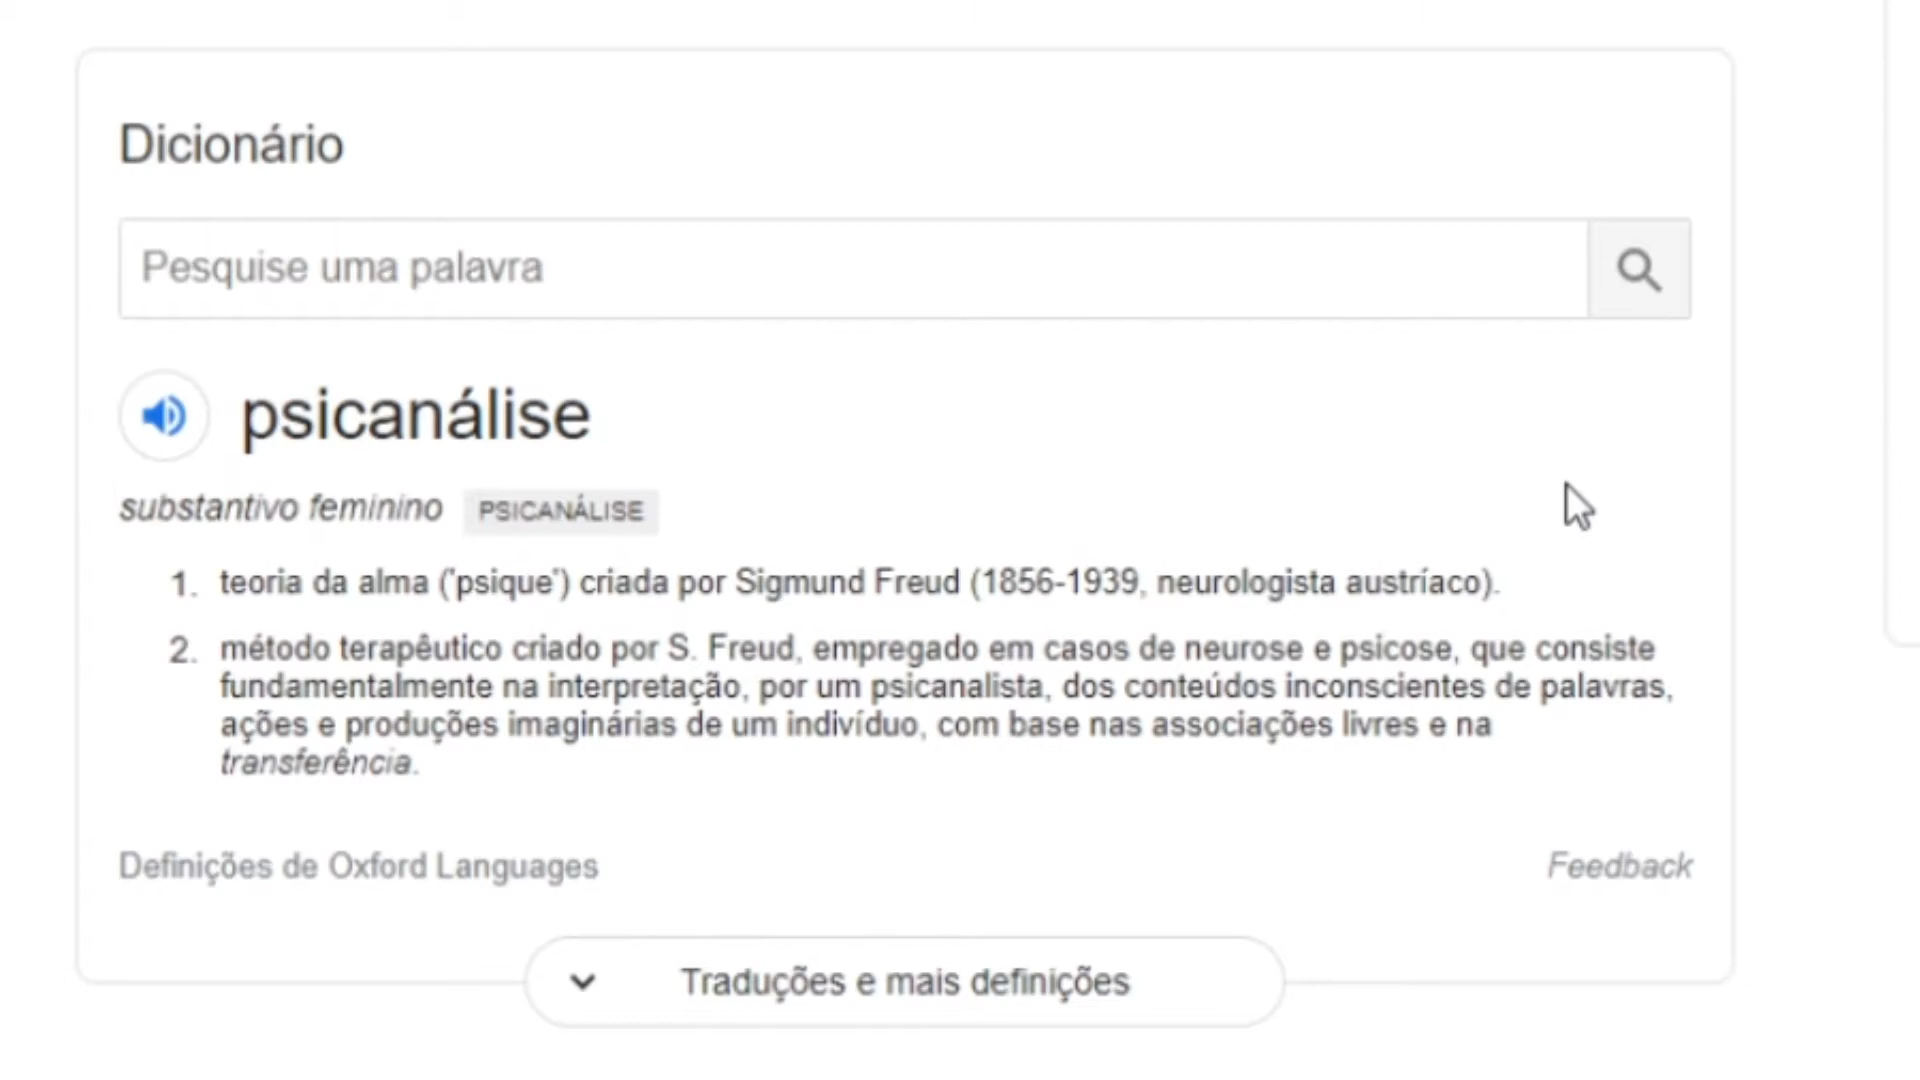 Dicionário
Pesquise uma palavra
psicanálise
substantivo feminino PSICANÁLISE
1. teoria da alma ('psique') criada por Sigmund Freud (1856-1939, neurologista austríaco).
2. método terapêutico criado por S. Freud, empregado em casos de neurose e psicose, que consiste
fundamentalmente na interpretação, por um psicanalista, dos conteúdos inconscientes de palavras,
ações e produções imaginárias de um indivíduo, com base nas associações livres e na
transferência.
Definições de Oxford Languages Feedback
Traduções e mais definições